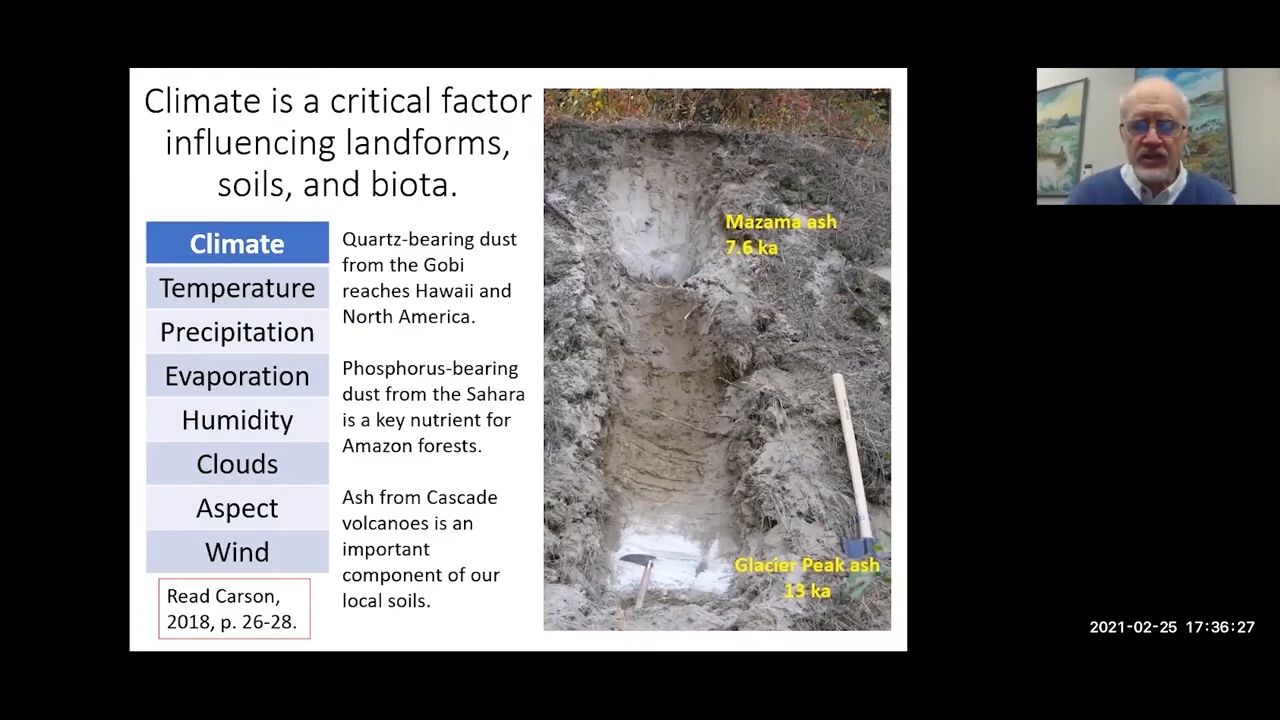 Climate is a critical factor
influencing landforms,
soils, and biota.
Climate
Temperature
Precipitation
Evaporation
Humidity
Clouds
Aspect
Wind
Read Carson,
2018, p. 26-28.
Quartz-bearing dust
from the Gobi
reaches Hawaii and
North America.
Phosphorus-bearing
dust from the Sahara
is a key nutrient for
Amazon forests.
Ash from Cascade
volcanoes is an
important
component of our
local soils.
Mazama ash
7.6 ka
Glacier Peak ash
13 ka
2021-02-25 17:36:27